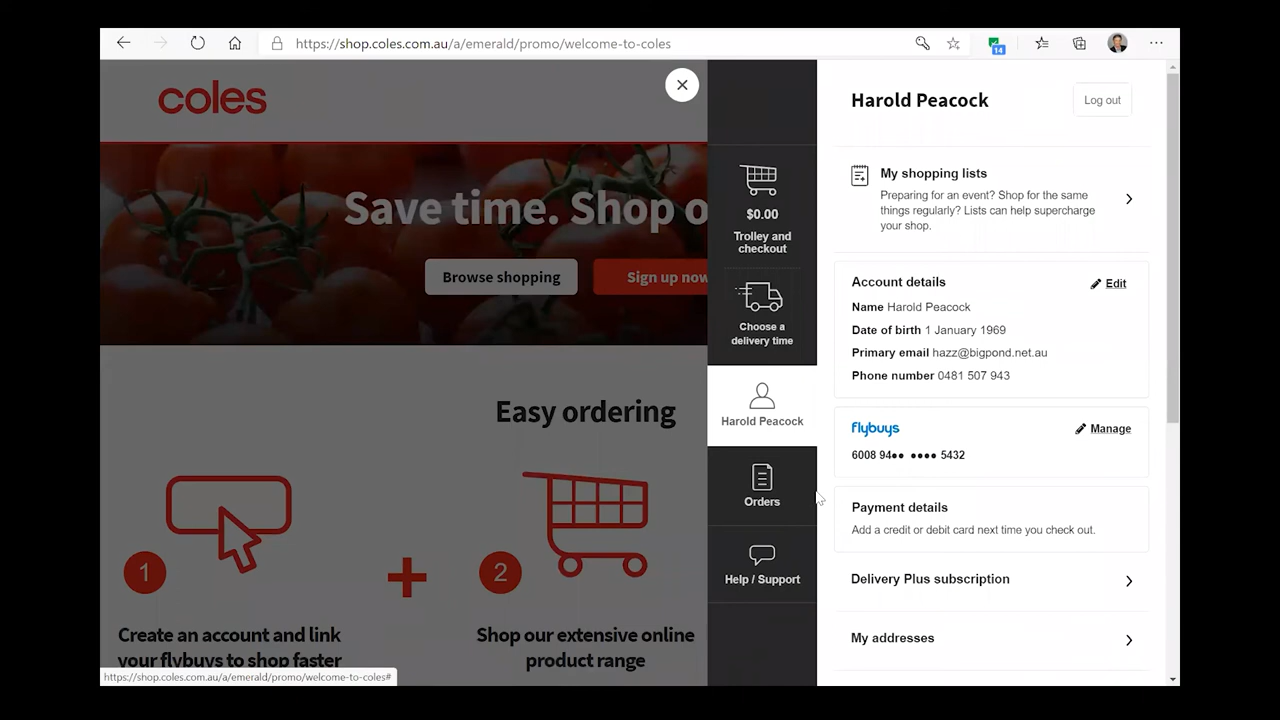 https://shop.coles.com.au/a/emerald/promo/welcome-to-coles
14
coles
Save time. Shop o
Browse shopping
Sign up now
Easy ordering
1
2
Create an account and link
your flybuys to shop faster
Shop our extensive online
product range
https://shop.coles.com.au/a/emerald/promo/welcome-to-coles#
$0.00
Trolley and
checkout
Choose a
delivery time
Harold Peacock
Orders
Help / Support
Harold Peacock
Log out
My shopping lists
Preparing for an event? Shop for the same
things regularly? Lists can help supercharge
your shop.
Account details
Edit
Name Harold Peacock
Date of birth 1 January 1969
Primary email hazz@bigpond.net.au
Phone number 0481 507 943
flybuys
Manage
6008 94•• •••• 5432
Payment details
Add a credit or debit card next time you check out.
Delivery Plus subscription
My addresses